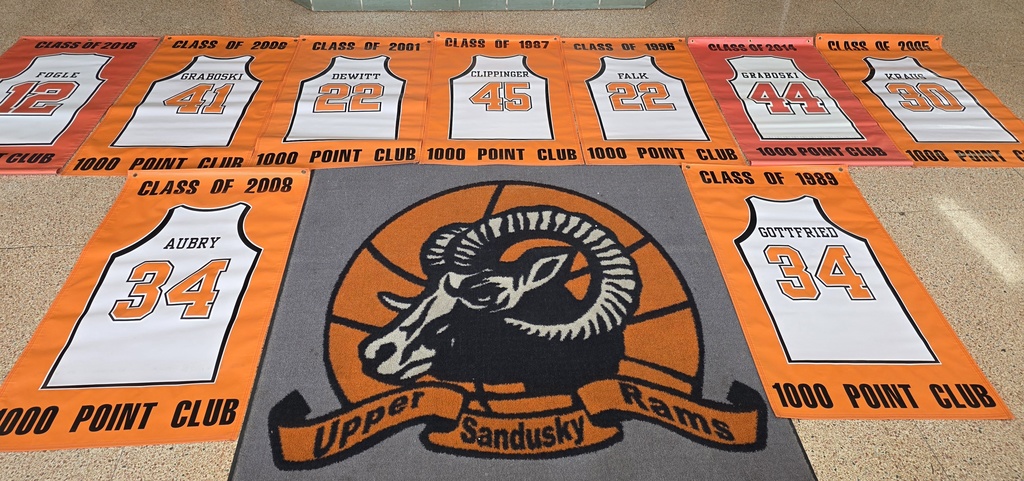 CLASS OF 2018
FOGLE
12
T CLUB
CLASS OF 2000
GRABOSKI
41
1000 POINT CLUB
CLASS OF 2001
DEWITT
22
1000 POINT CLUB
CLASS OF 1987
CLIPPINGER
45
1000 POINT CLUB
CLASS OF 1996
FALK
22
1000 POINT CLUB
CLASS OF 2014
GRABOSKI
44
1000 POINT CLUB
CLASS OF 2005
KRAUS
30
1000 POINT C
CLASS OF 2008
AUBRY
34
1000 POINT CLUB
CLASS OF 1989
GOTTFRIED
34
1000 POINT CLUB
Upper Sandusky Rams